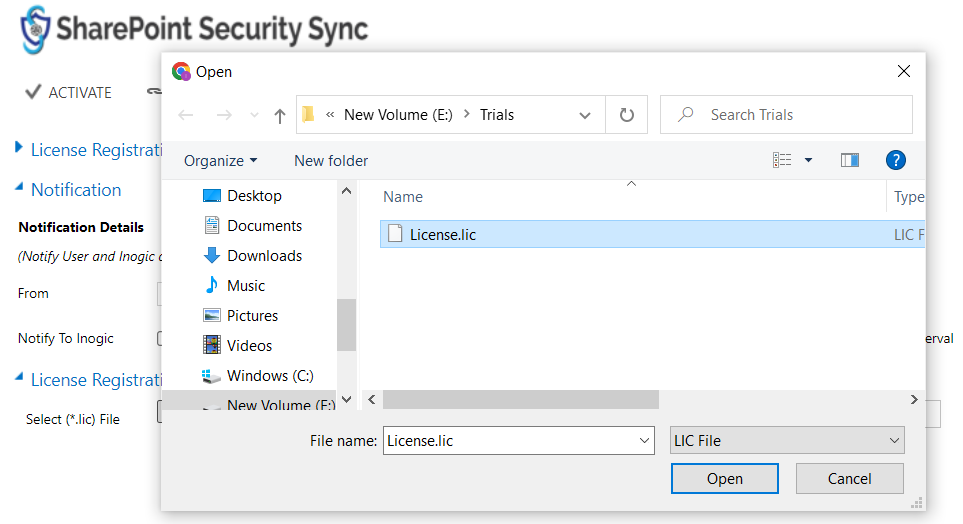 SharePoint Security Sync
Open
ACTIVATE
« New Volume (E:) > Trials
Search Trials
License Registrati
Organize
New folder
Notification
Desktop
Name
Type
Notification Details
Documents
License.lic
LIC F
(Notify User and Inogic a
Downloads
Music
From
Pictures
Notify To Inogic
erval
Videos
License Registrati
Windows (C:)
New Volume (E:)
Select (*.lic) File
File name:
License.lic
LIC File
Open
Cancel